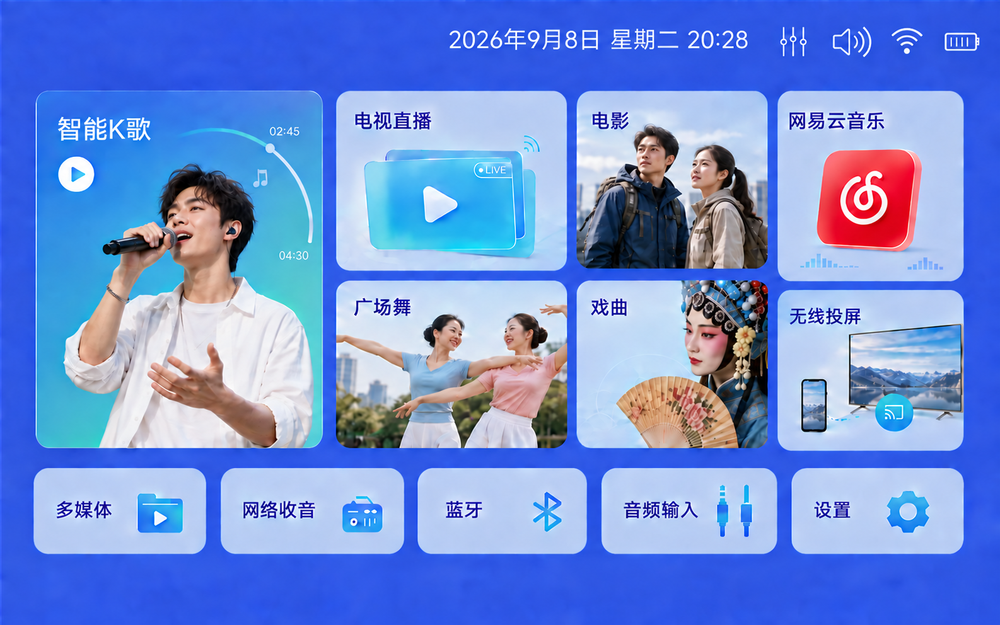 2026年9月8日 星期二 20:28
智能K歌
02:45
04:30
电视直播
LIVE
电影
网易云音乐
广场舞
戏曲
无线投屏
多媒体
网络收音
蓝牙
音频输入
设置